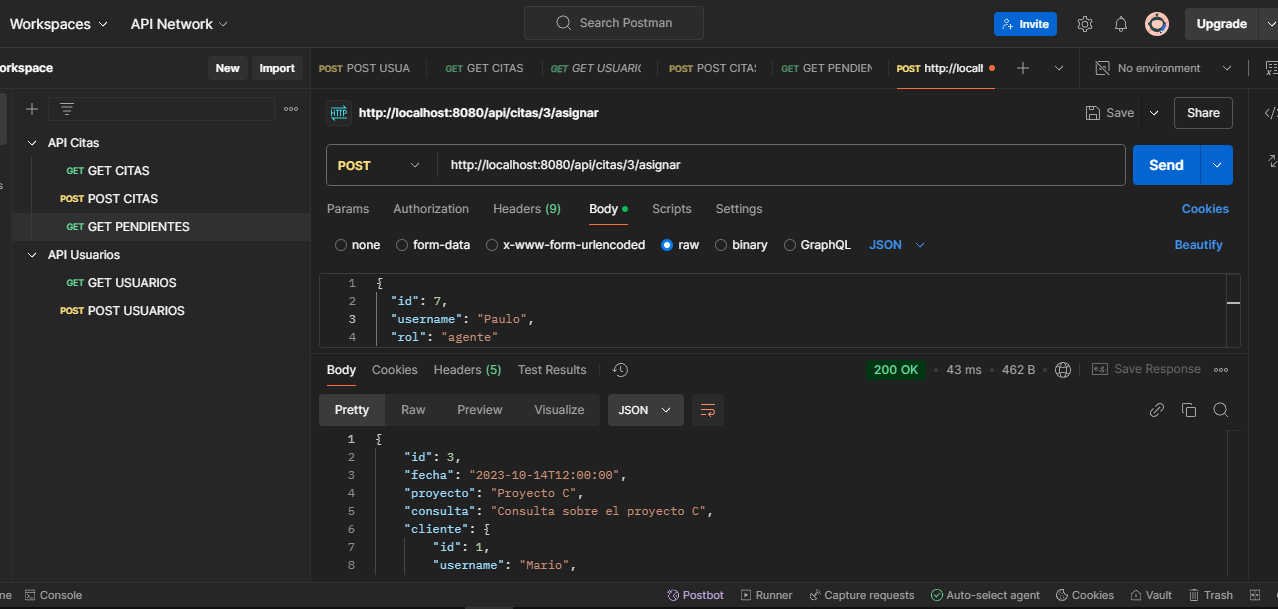 Workspaces API Network Search Postman Invite Upgrade
orkspace New Import POST POST USUA GET GET CITAS GET GET USUARIC POST POST CITA: GET GET PENDIEN POST http://locall No environment
http://localhost:8080/api/citas/3/asignar Save Share
API Citas
POST http://localhost:8080/api/citas/3/asignar Send
GET GET CITAS
POST POST CITAS
Params Authorization Headers (9) Body Scripts Settings Cookies
GET GET PENDIENTES
none form-data x-www-form-urlencoded raw binary GraphQL JSON Beautify
API Usuarios
GET GET USUARIOS
POST POST USUARIOS
1 {
2 "id": 7,
3 "username": "Paulo",
4 "rol": "agente"
Body Cookies Headers (5) Test Results 200 OK 43 ms 462 B Save Response
Pretty Raw Preview Visualize JSON
1 {
2 "id": 3,
3 "fecha": "2023-10-14T12:00:00",
4 "proyecto": "Proyecto C",
5 "consulta": "Consulta sobre el proyecto C",
6 "cliente": {
7 "id": 1,
8 "username": "Mario",
ne Console Postbot Runner Capture requests Auto-select agent Cookies Vault Trash